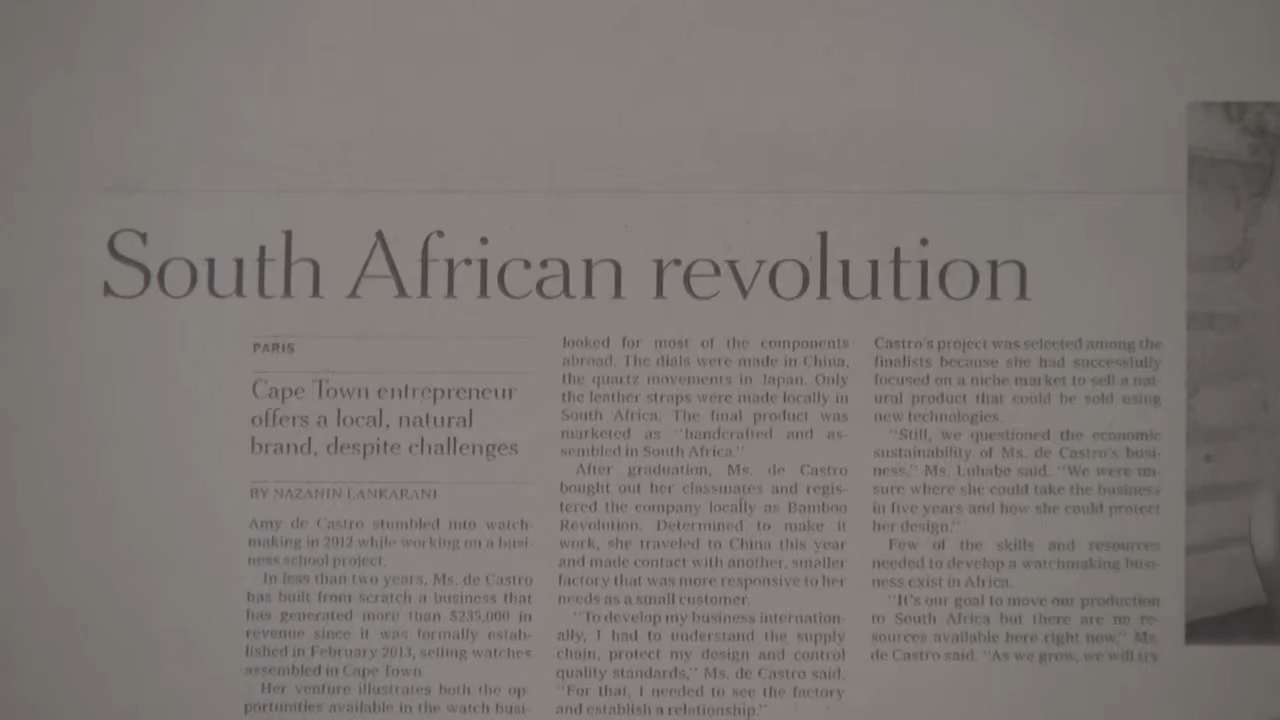 South African revolution
PARIS
Cape Town entrepreneur
offers a local, natural
brand, despite challenges
BY NAZANIN LANKARANI
Amy de Castro stumbled into watch-
making in 2012 while working on a busi-
ness school project.
In less than two years, Ms. de Castro
has built from scratch a business that
has generated more than $235,000 in
revenue since it was formally estab-
lished in February 2013, selling watches
assembled in Cape Town.
Her venture illustrates both the op-
portunities available in the watch busi-
looked for most of the components
abroad. The dials were made in China,
the quartz movements in Japan. Only
the leather straps were made locally in
South Africa. The final product was
marketed as "handcrafted and as-
sembled in South Africa."
After graduation, Ms. de Castro
bought out her classmates and regis-
tered the company locally as Bamboo
Revolution. Determined to make it
work, she traveled to China this year
and made contact with another, smaller
factory that was more responsive to her
needs as a small customer.
"To develop my business internation-
ally, I had to understand the supply
chain, protect my design and control
quality standards," Ms. de Castro said.
"For that, I needed to see the factory
and establish a relationship."
Castro's project was selected among the
finalists because she had successfully
focused on a niche market to sell a nat-
ural product that could be sold using
new technologies.
"Still, we questioned the economic
sustainability of Ms. de Castro's busi-
ness," Ms. Luhabe said. "We were un-
sure where she could take the business
in five years and how she could protect
her design."
Few of the skills and resources
needed to develop a watchmaking busi-
ness exist in Africa.
"It's our goal to move our production
to South Africa but there are no re-
sources available here right now," Ms.
de Castro said. "As we grow, we will try